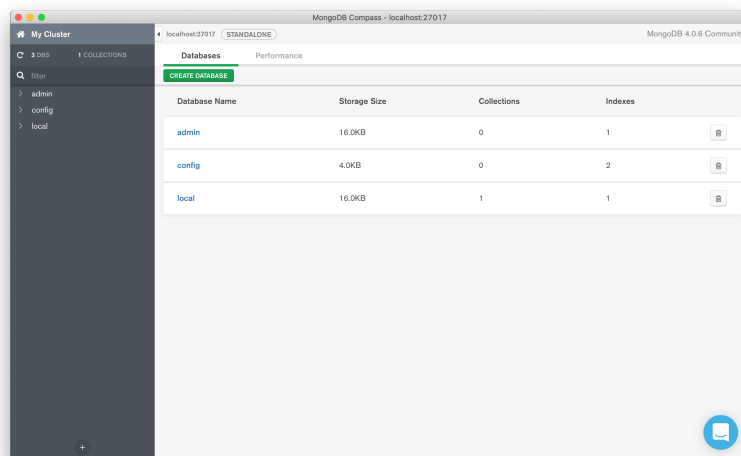 MongoDB Compass - localhost:27017
My Cluster
localhost:27017 STANDALONE MongoDB 4.0.6 Community
3 DBS 1 COLLECTIONS
Databases Performance
filter
CREATE DATABASE
admin
config
local
Database Name Storage Size Collections Indexes
admin 16.0KB 0 1
config 4.0KB 0 2
local 16.0KB 1 1